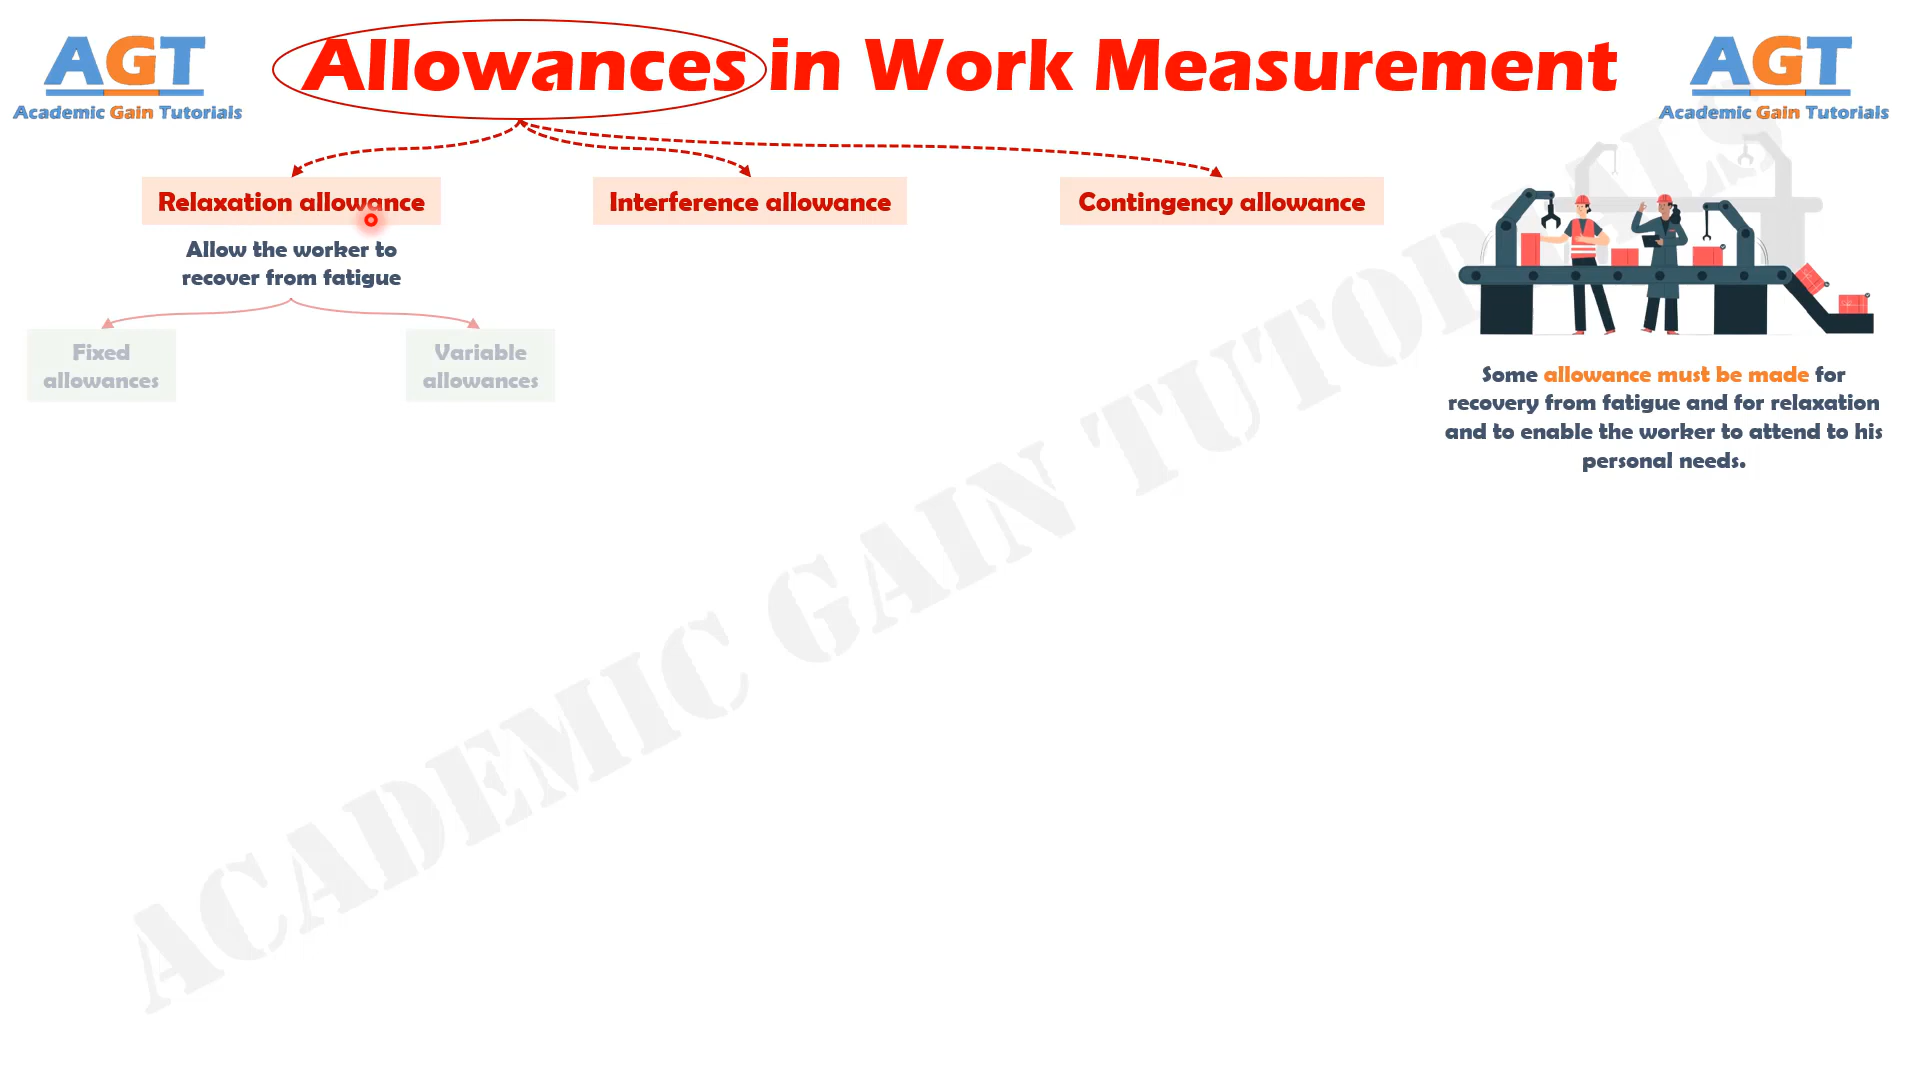 AGT
Academic Gain Tutorials
Allowances in Work Measurement
AGT
Academic Gain Tutorials
Relaxation allowance
Interference allowance
Contingency allowance
Allow the worker to
recover from fatigue
Fixed
allowances
Variable
allowances
Some allowance must be made for
recovery from fatigue and for relaxation
and to enable the worker to attend to his
personal needs.
ACADEMIC GAIN TUTORIALS